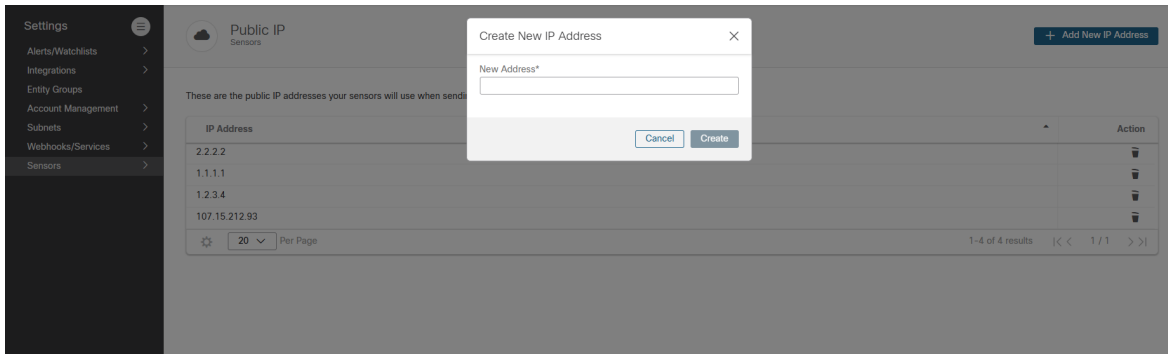 Settings
Alerts/Watchlists
Integrations
Entity Groups
Account Management
Subnets
Webhooks/Services
Sensors
Public IP
Sensors
+ Add New IP Address
These are the public IP addresses your sensors will use when
IP Address
Action
2.2.2.2
1.1.1.1
1.2.3.4
107.15.212.93
20 Per Page
1-4 of 4 results
1 / 1
Create New IP Address
New Address*
Cancel
Create